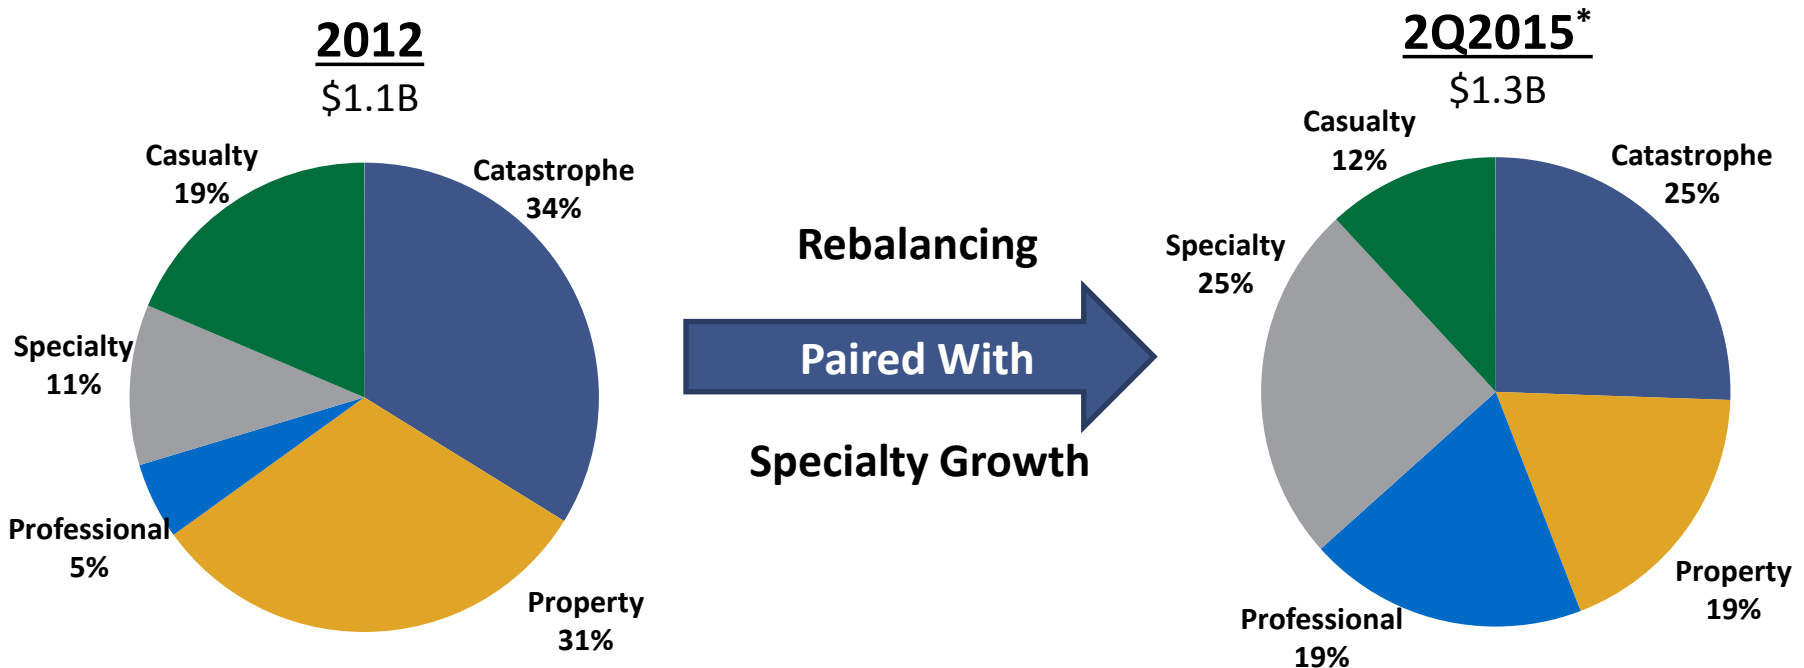 2012
$1.1B
Casualty
19%
Catastrophe
34%
Specialty
11%
Professional
5%
Property
31%
Rebalancing
Paired With
Specialty Growth
2Q2015*
$1.3B
Casualty
12%
Catastrophe
25%
Specialty
25%
Professional
19%
Property
19%